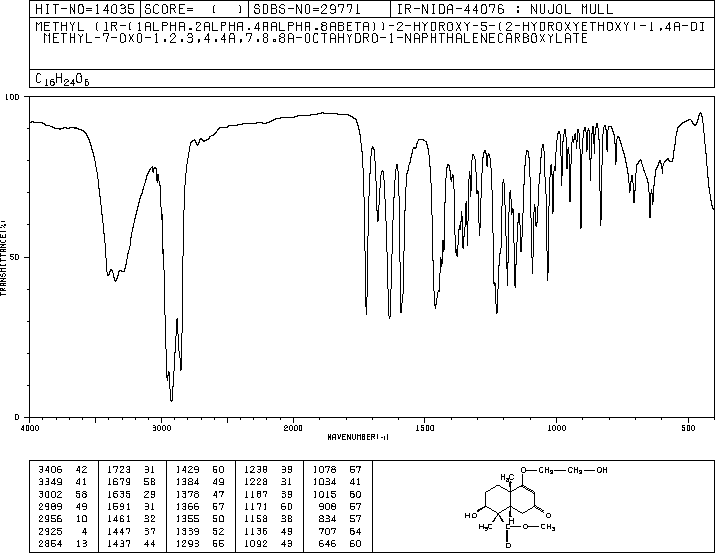 HIT-NO=14035 SCORE= ( ) SDBS-NO=29771 IR-NIDA-44076 : NUJOL MULL
METHYL (1R-(1ALPHA.2ALPHA.4AALPHA.8ABETA))-2-HYDROXY-5-(2-HYDROXYETHOXY)-1,4A-DI
METHYL-7-OXO-1.2.3.4.4A.7.8.8A-OCTAHYDRO-1-NAPHTHALENECARBOXYLATE
C16H24O6
100
TRANSMITTANCE(%)
50
0
4000 3000 2000 1500 1000 500
WAVENUMBER(-1)
3406 42 1723 31 1429 60 1238 39 1078 57
3349 41 1679 58 1384 49 1228 31 1034 41
3002 58 1635 29 1378 47 1187 39 1015 60
2989 49 1591 31 1366 57 1171 60 908 57
2956 10 1461 32 1355 50 1158 38 834 57
2925 4 1447 37 1339 52 1136 49 707 64
2854 13 1437 44 1293 55 1092 43 646 60
H3C O—CH2—CH2—OH
HO
H3C H O
C—O—CH3
O